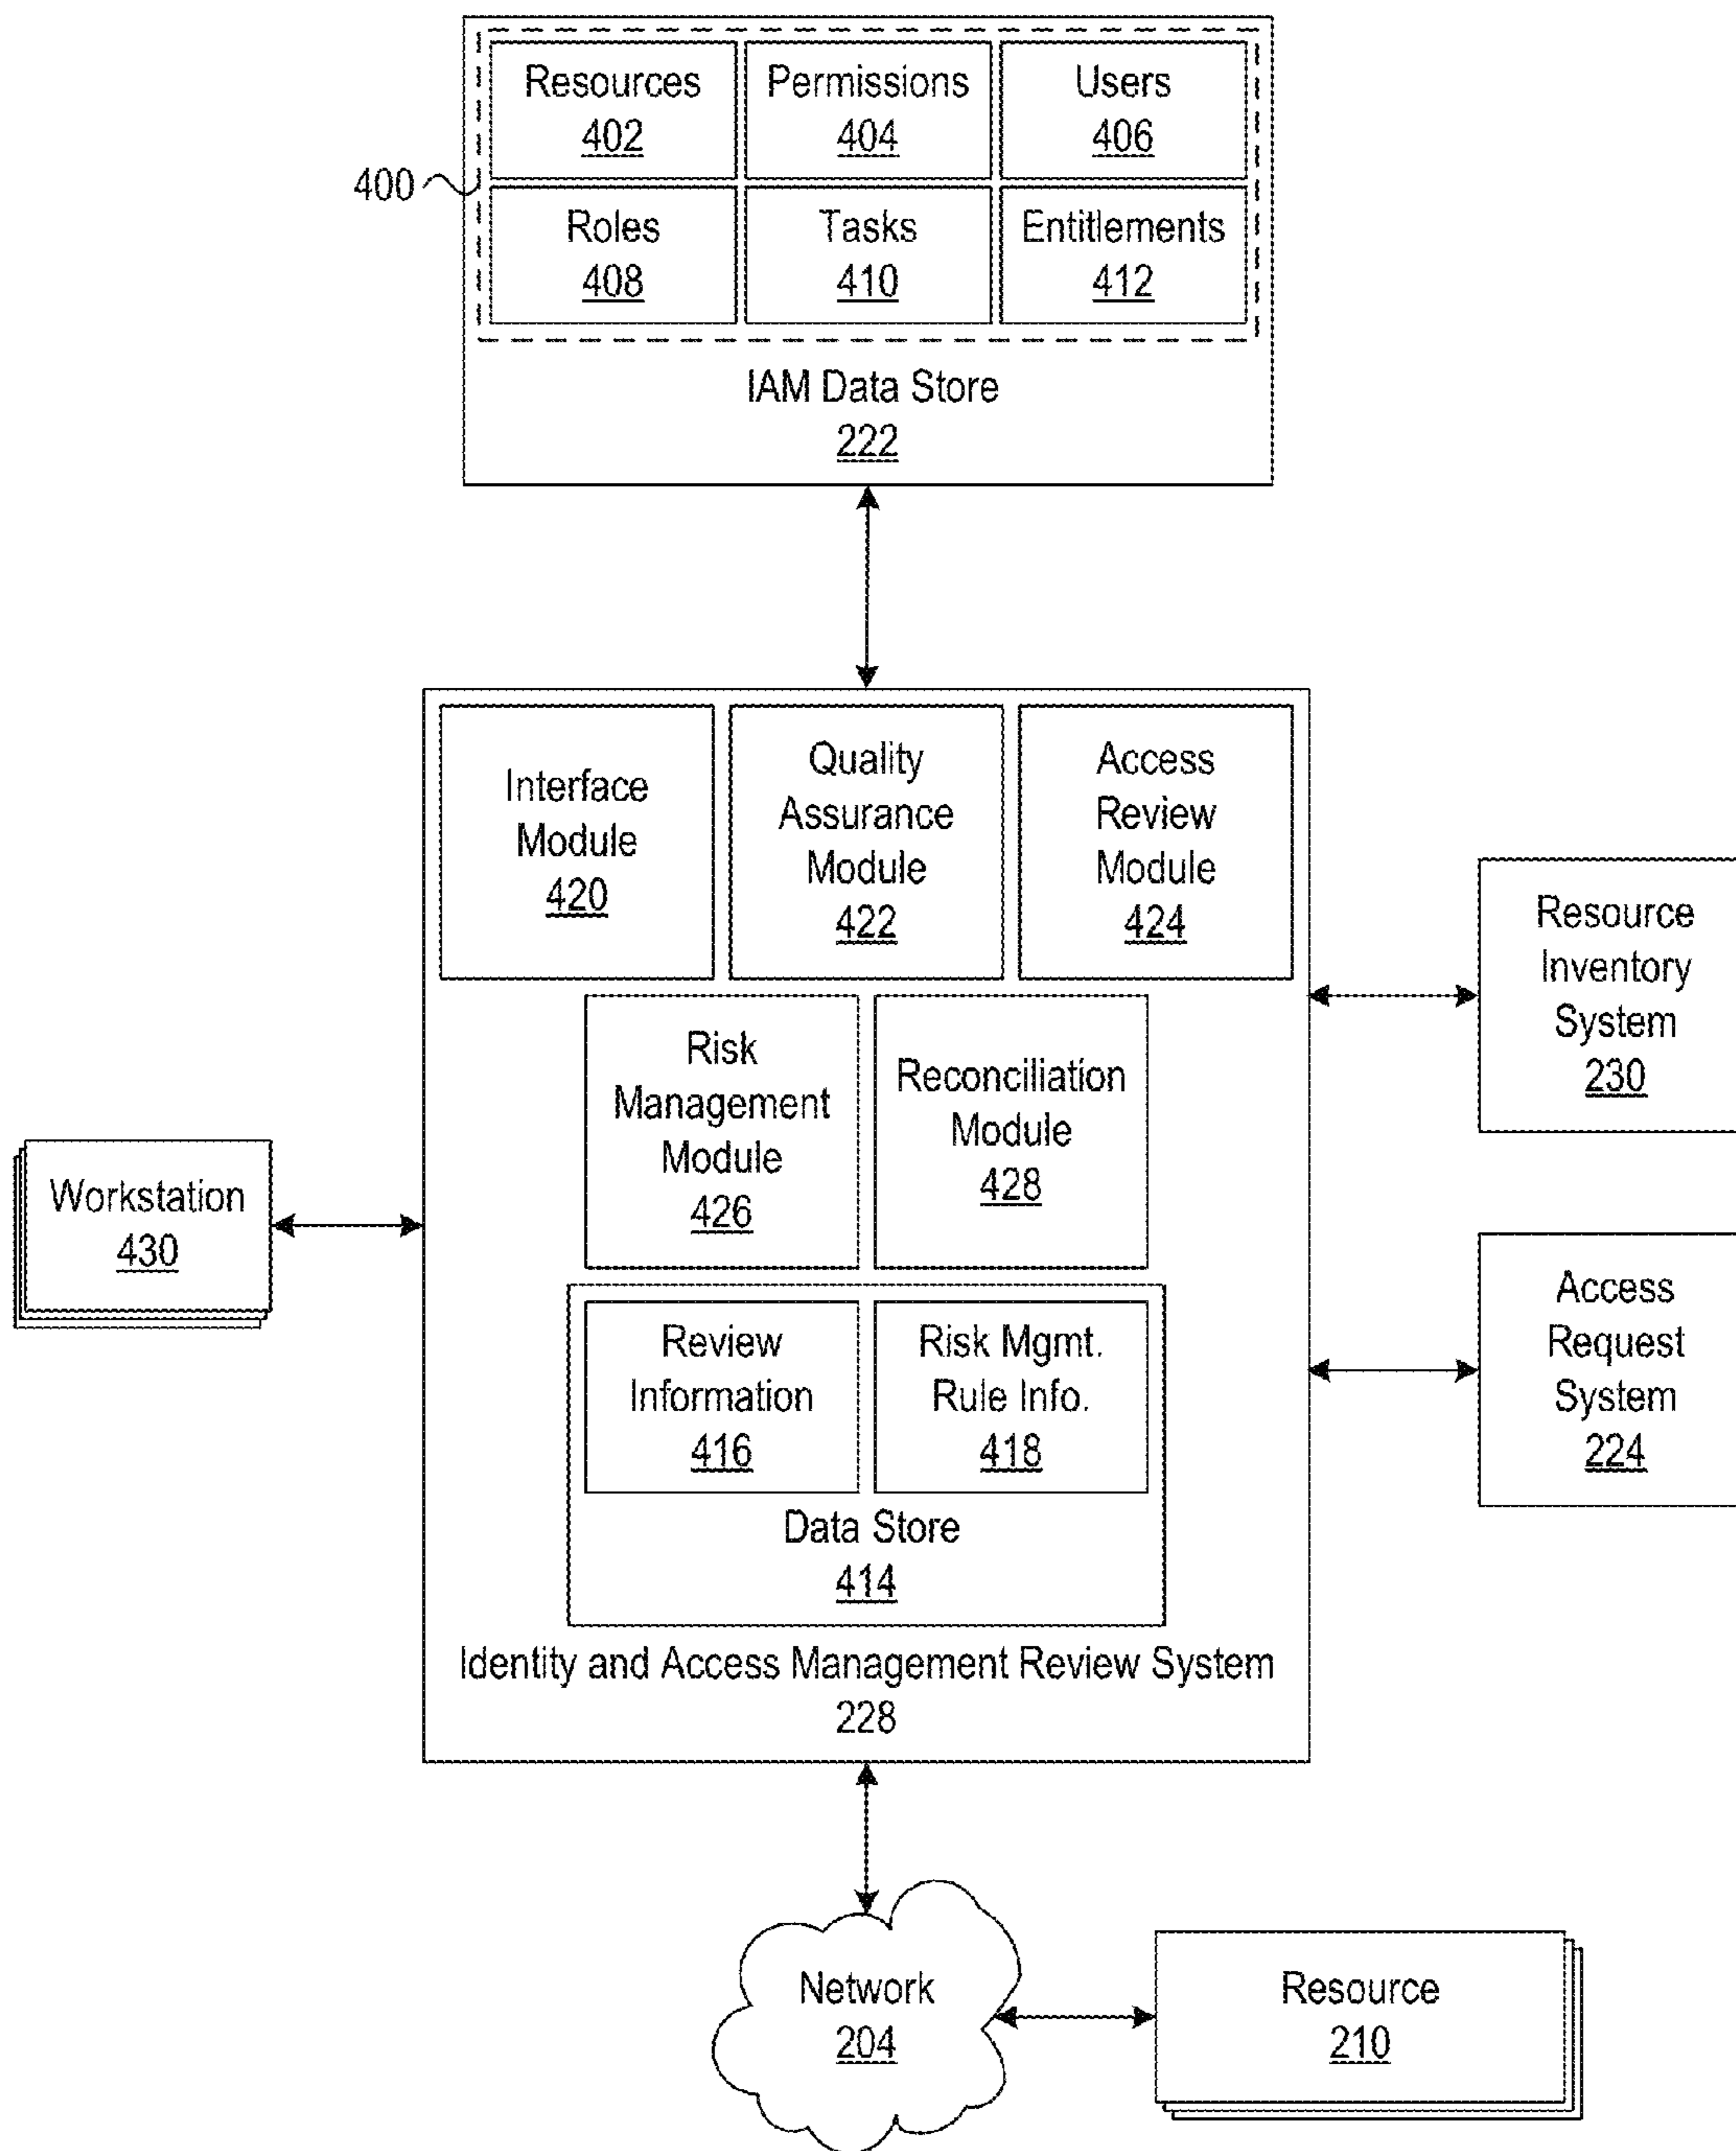 Resources
402
Permissions
404
Users
406
400
Roles
408
Tasks
410
Entitlements
412
IAM Data Store
222
Interface
Module
420
Quality
Assurance
Module
422
Access
Review
Module
424
Resource
Inventory
System
230
Risk
Management
Module
426
Reconciliation
Module
428
Workstation
430
Access
Request
System
224
Review
Information
416
Risk Mgmt.
Rule Info.
418
Data Store
414
Identity and Access Management Review System
228
Network
204
Resource
210